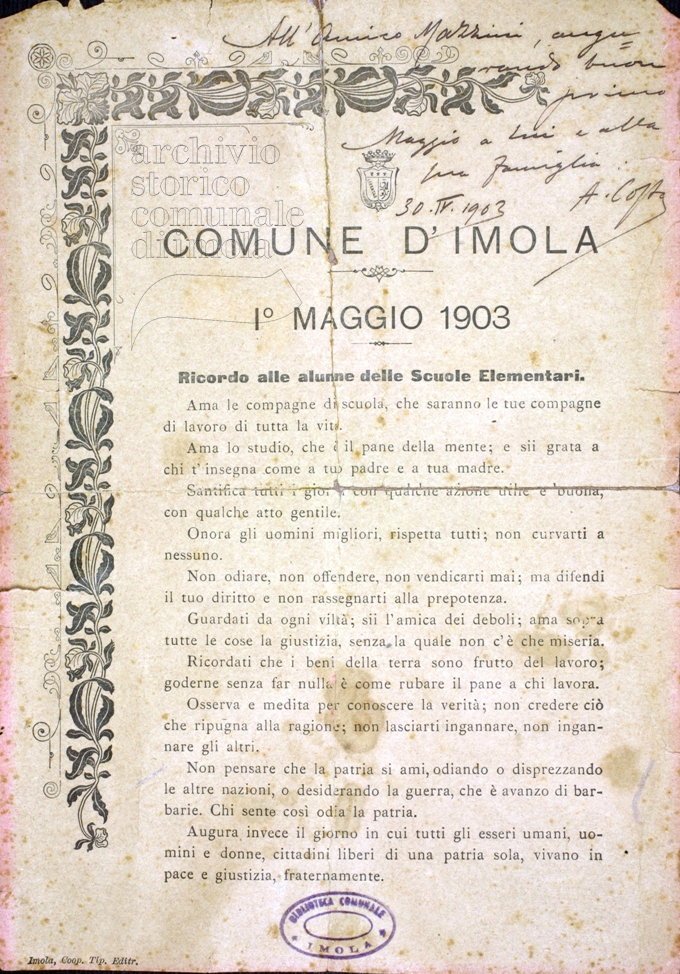 All'Amico Mazzini, augu
rando buon
primo
Maggio a Lui e alla
sua famiglia.
30.IV.1903 A. Costa
archivio
storico
comunale
di imola
COMUNE D'IMOLA
1º MAGGIO 1903
Ricordo alle alunne delle Scuole Elementari.
Ama le compagne di scuola, che saranno le tue compagne
di lavoro di tutta la vita.
Ama lo studio, che è il pane della mente; e sii grata a
chi t'insegna come a tuo padre e a tua madre.
Santifica tutti i giorni con qualche azione utile e buona,
con qualche atto gentile.
Onora gli uomini migliori, rispetta tutti; non curvarti a
nessuno.
Non odiare, non offendere, non vendicarti mai; ma difendi
il tuo diritto e non rassegnarti alla prepotenza.
Guardati da ogni viltà; sii l'amica dei deboli; ama sopra
tutte le cose la giustizia, senza la quale non c'è che miseria.
Ricordati che i beni della terra sono frutto del lavoro;
goderne senza far nulla è come rubare il pane a chi lavora.
Osserva e medita per conoscere la verità; non credere ciò
che ripugna alla ragione; non lasciarti ingannare, non ingan-
nare gli altri.
Non pensare che la patria si ami, odiando o disprezzando
le altre nazioni, o desiderando la guerra, che è avanzo di bar-
barie. Chi sente così odia la patria.
Augura invece il giorno in cui tutti gli esseri umani, uo-
mini e donne, cittadini liberi di una patria sola, vivano in
pace e giustizia, fraternamente.
BIBLIOTECA COMUNALE
IMOLA
Imola, Coop. Tip. Editr.